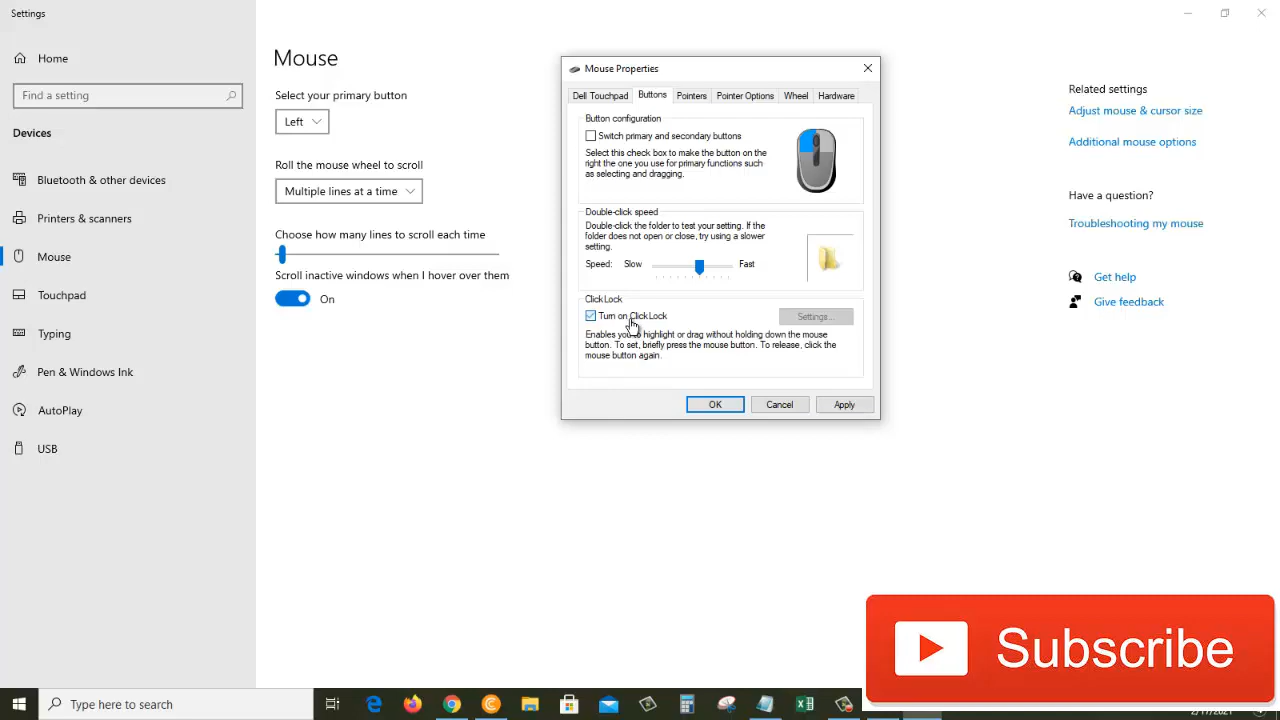 Settings
Home
Find a setting
Devices
Bluetooth & other devices
Printers & scanners
Mouse
Touchpad
Typing
Pen & Windows Ink
AutoPlay
USB
Mouse
Select your primary button
Left
Roll the mouse wheel to scroll
Multiple lines at a time
Choose how many lines to scroll each time
Scroll inactive windows when I hover over them
On
Mouse Properties
Dell Touchpad Buttons Pointers Pointer Options Wheel Hardware
Button configuration
Switch primary and secondary buttons
Select this check box to make the button on the
right the one you use for primary functions such
as selecting and dragging.
Double-click speed
Double-click the folder to test your setting. If the
folder does not open or close, try using a slower
setting.
Speed: Slow Fast
ClickLock
Turn on ClickLock
Settings...
Enables you to highlight or drag without holding down the mouse
button. To set, briefly press the mouse button. To release, click the
mouse button again.
OK Cancel Apply
Related settings
Adjust mouse & cursor size
Additional mouse options
Have a question?
Troubleshooting my mouse
Get help
Give feedback
Subscribe
Type here to search
2/17/2021